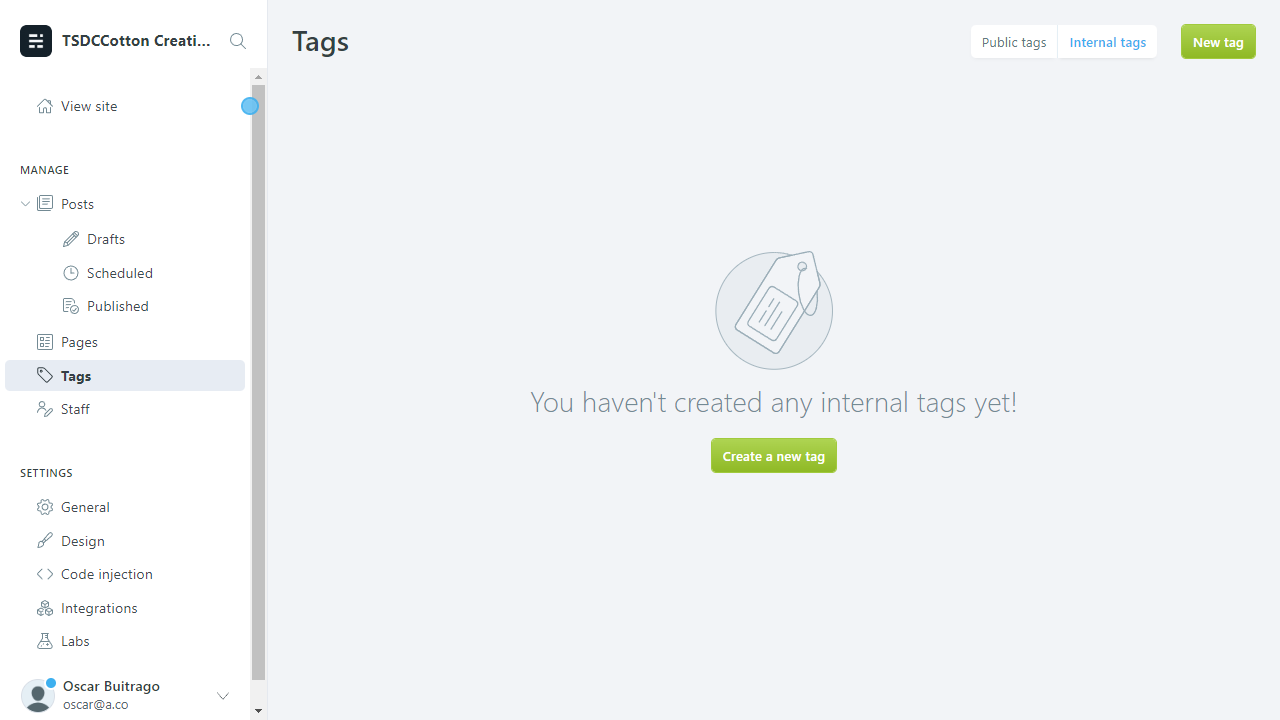 TSDCCotton Creati...
View site
MANAGE
Posts
Drafts
Scheduled
Published
Pages
Tags
Staff
SETTINGS
General
Design
Code injection
Integrations
Labs
Oscar Buitrago
oscar@a.co
Tags
Public tags
Internal tags
New tag
You haven't created any internal tags yet!
Create a new tag